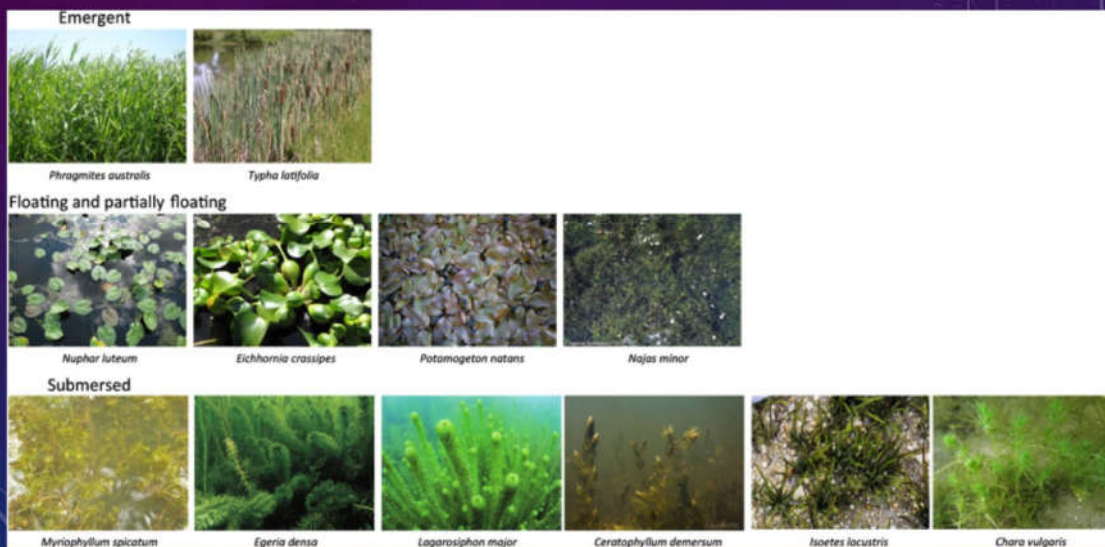 Emergent
Phragmites australis
Typha latifolia
Floating and partially floating
Nuphar luteum
Eichhornia crassipes
Potamogeton natans
Najas minor
Submersed
Myriophyllum spicatum
Egeria densa
Lagarosiphon major
Ceratophyllum demersum
Isoetes lacustris
Chara vulgaris